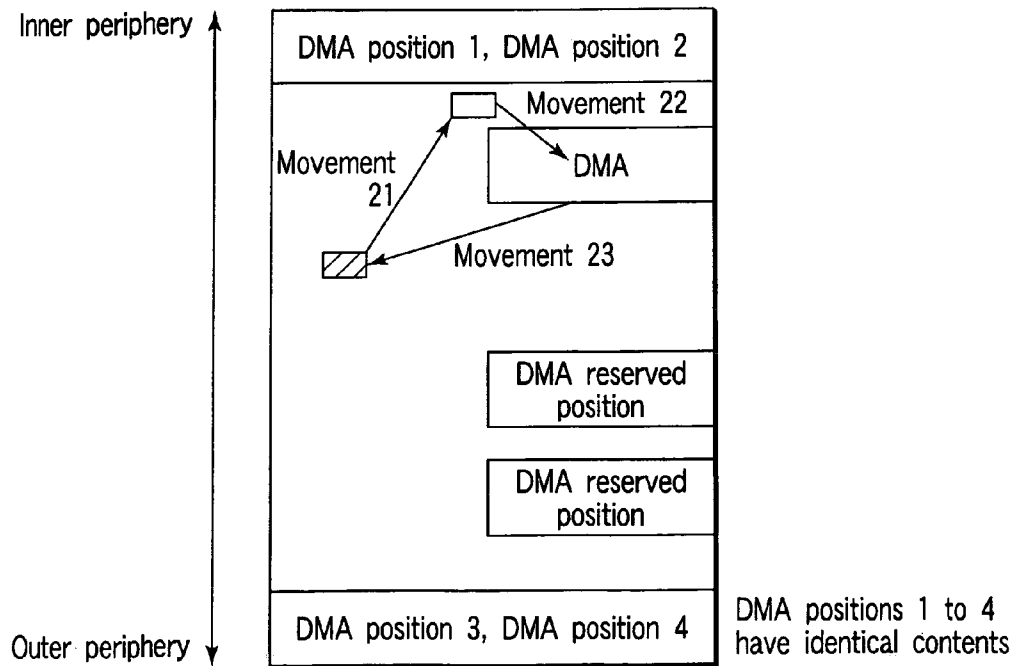 Inner periphery
DMA position 1, DMA position 2
Movement 22
DMA
Movement
21
Movement 23
DMA reserved
position
DMA reserved
position
DMA position 3, DMA position 4
Outer periphery
DMA positions 1 to 4
have identical contents